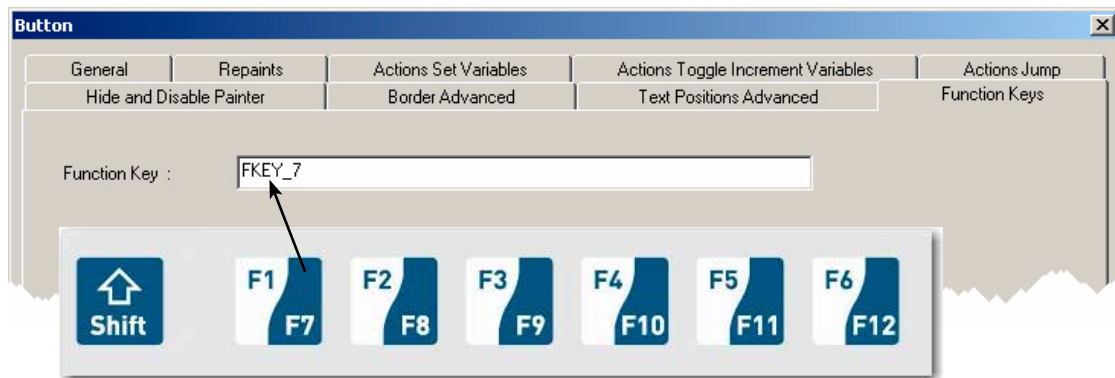 Button
General Repaints Actions Set Variables Actions Toggle Increment Variables Actions Jump
Hide and Disable Painter Border Advanced Text Positions Advanced Function Keys
Function Key : FKEY_7
F1 F2 F3 F4 F5 F6
Shift F7 F8 F9 F10 F11 F12